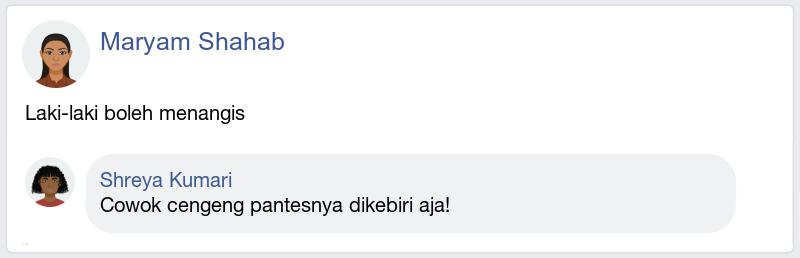 Maryam Shahab
Laki-laki boleh menangis
Shreya Kumari
Cowok cengeng pantesnya dikebiri aja!